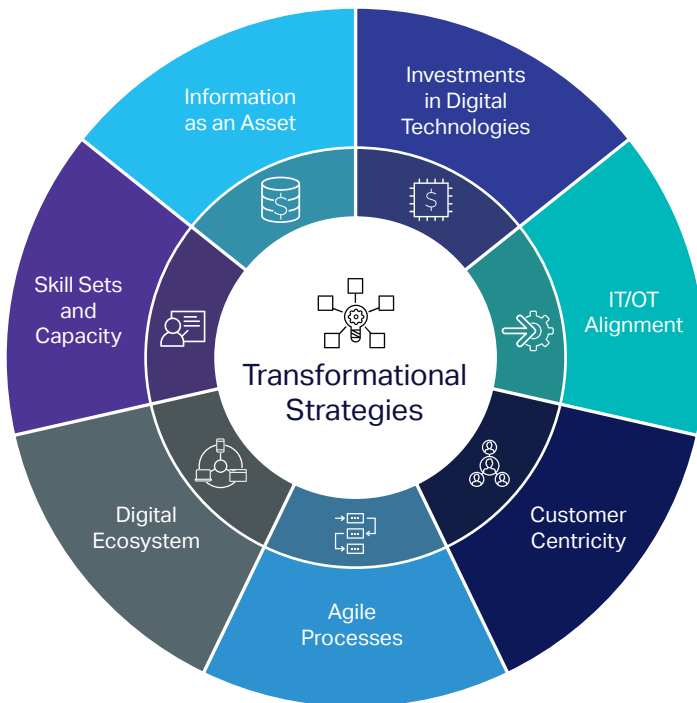 Information
as an Asset
Investments
in Digital
Technologies
IT/OT
Alignment
Customer
Centricity
Agile
Processes
Digital
Ecosystem
Skill Sets
and
Capacity
$
$
Transformational
Strategies